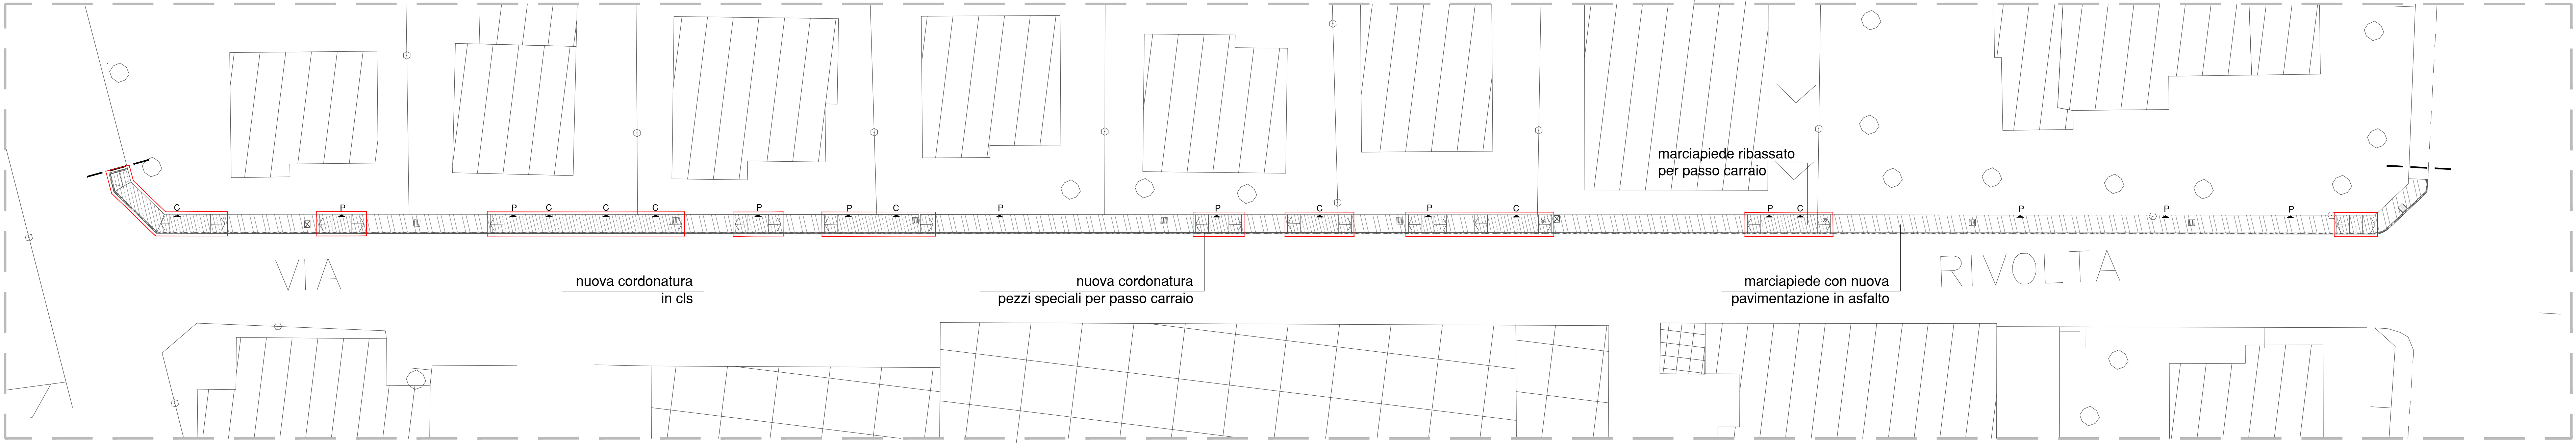 marciapiede ribassato
per passo carraio
C
P
P
C
C
C
P
P
C
P
P
C
P
C
P
C
P
P
P
VIA
RIVOLTA
nuova cordonatura
in cls
nuova cordonatura
pezzi speciali per passo carraio
marciapiede con nuova
pavimentazione in asfalto